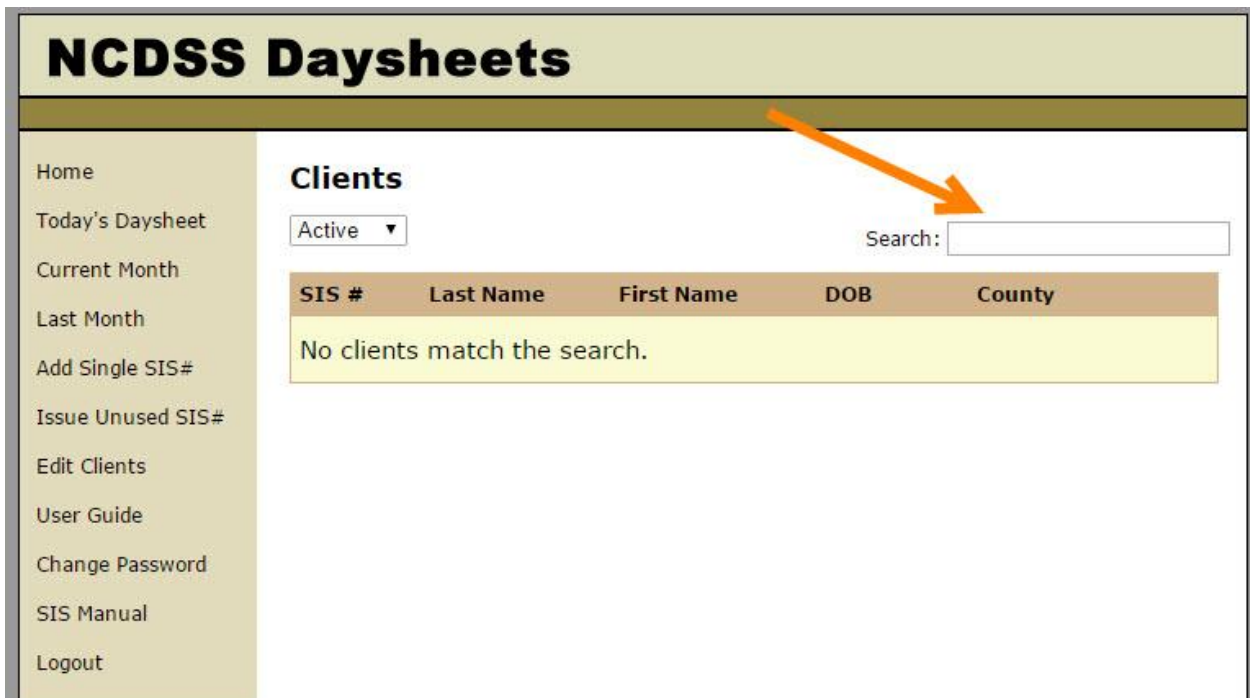 NCDSS Daysheets
Home
Today's Daysheet
Current Month
Last Month
Add Single SIS#
Issue Unused SIS#
Edit Clients
User Guide
Change Password
SIS Manual
Logout
Clients
Active ▼
Search:
SIS # Last Name First Name DOB County
No clients match the search.